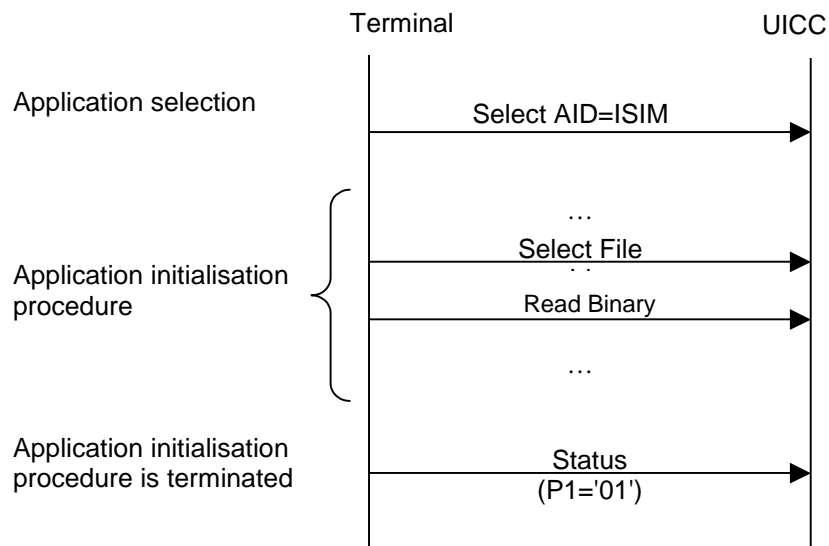 Terminal UICC
Application selection
Select AID=ISIM
…
Select File
. .
Application initialisation
procedure
Read Binary
…
Application initialisation
procedure is terminated
Status
(P1='01')